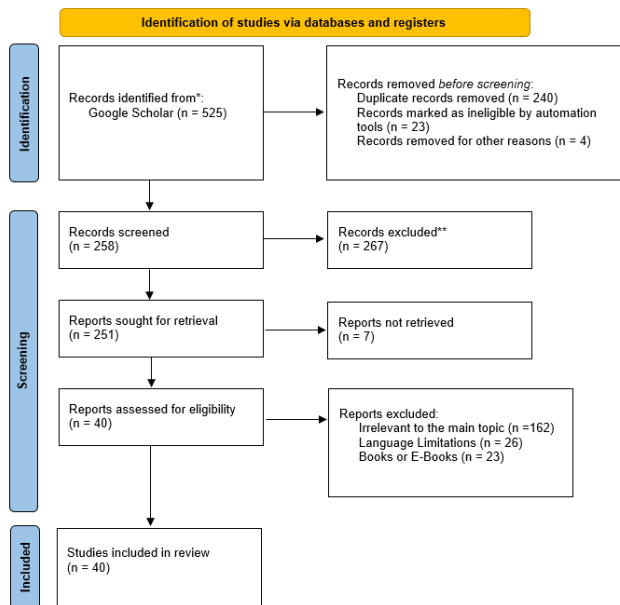 Identification of studies via databases and registers
Identification
Records identified from*:
Google Scholar (n = 525)
Records removed before screening:
Duplicate records removed (n = 240)
Records marked as ineligible by automation
tools (n = 23)
Records removed for other reasons (n = 4)
Screening
Records screened
(n = 258)
Records excluded**
(n = 267)
Reports sought for retrieval
(n = 251)
Reports not retrieved
(n = 7)
Reports assessed for eligibility
(n = 40)
Reports excluded:
Irrelevant to the main topic (n =162)
Language Limitations (n = 26)
Books or E-Books (n = 23)
Included
Studies included in review
(n = 40)